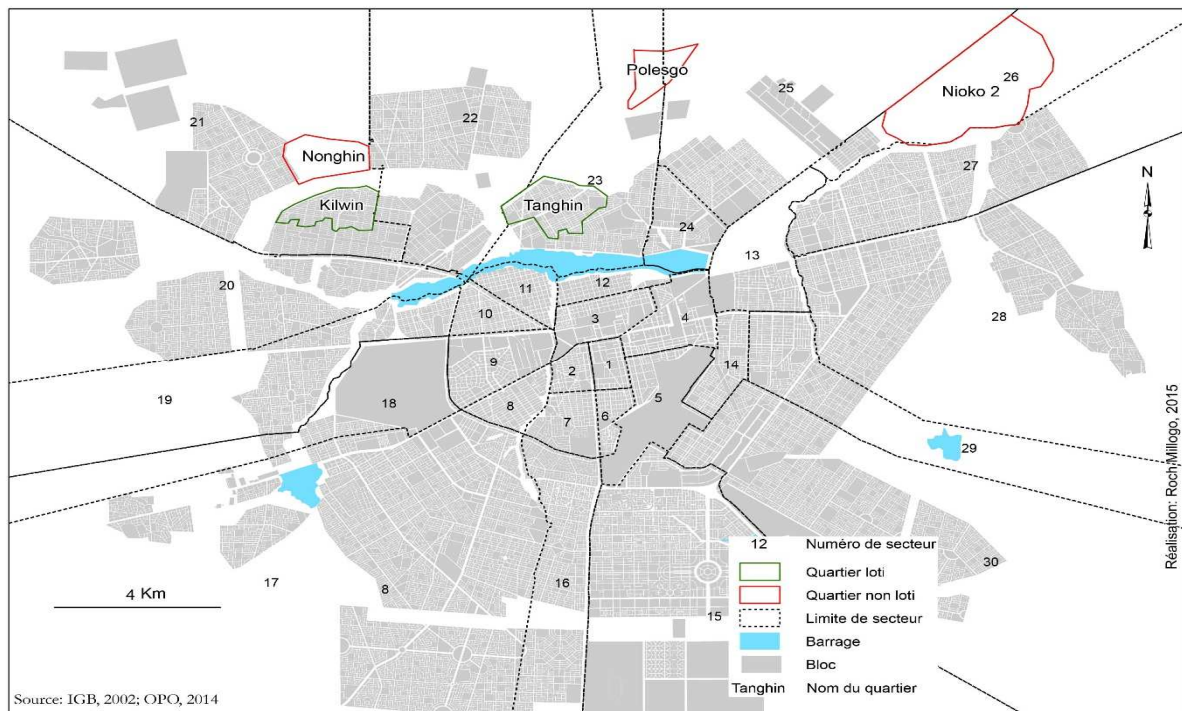 Polesgo
26
Nioko 2
25
21
22
Nonghin
27
23
Kilwin
Tanghin
24
N
13
20
11
12
10
3
4
28
9
2
1
14
19
18
8
5
7
6
29
12 Numéro de secteur
Quartier loti
Quartier non loti
Limite de secteur
Barrage
Bloc
Tanghin Nom du quartier
30
17
8
16
15
4 Km
Source: IGB, 2002; OPO, 2014
Réalisation: Roch Millogo, 2015